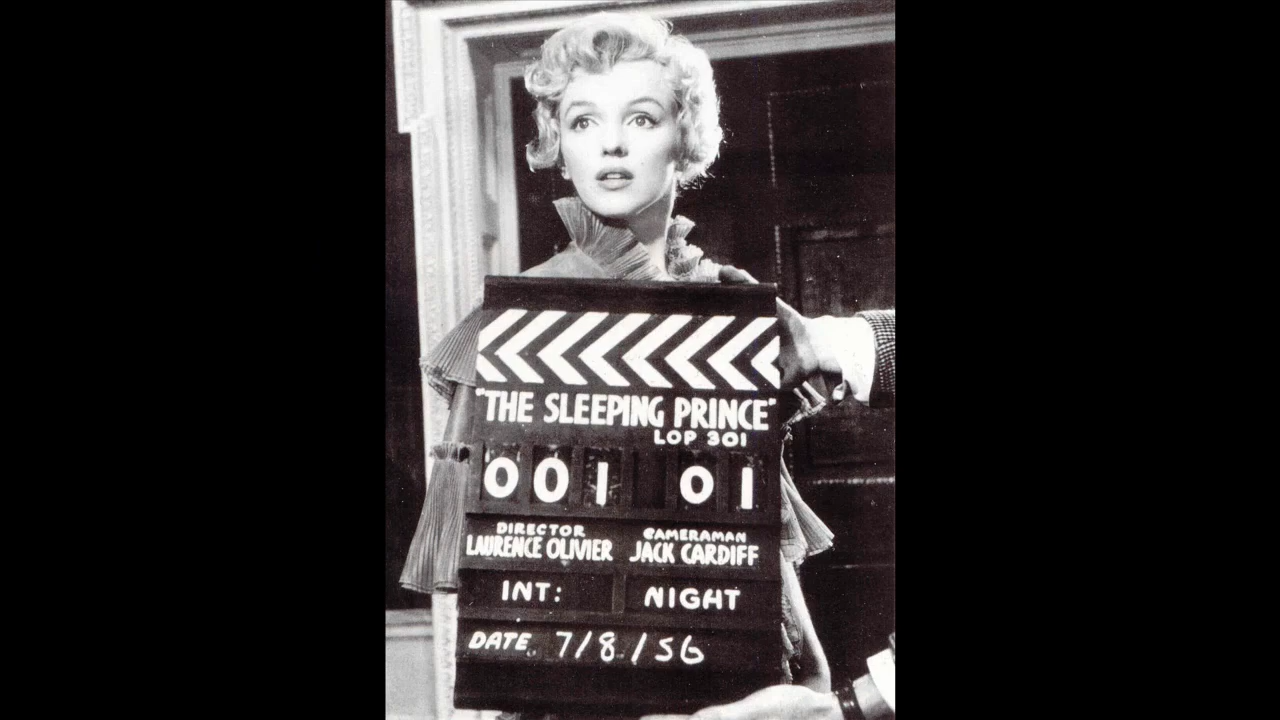 "THE SLEEPING PRINCE"
LOP 301
001 01
DIRECTOR CAMERAMAN
LAURENCE OLIVIER JACK CARDIFF
INT: NIGHT
DATE 7/8/56